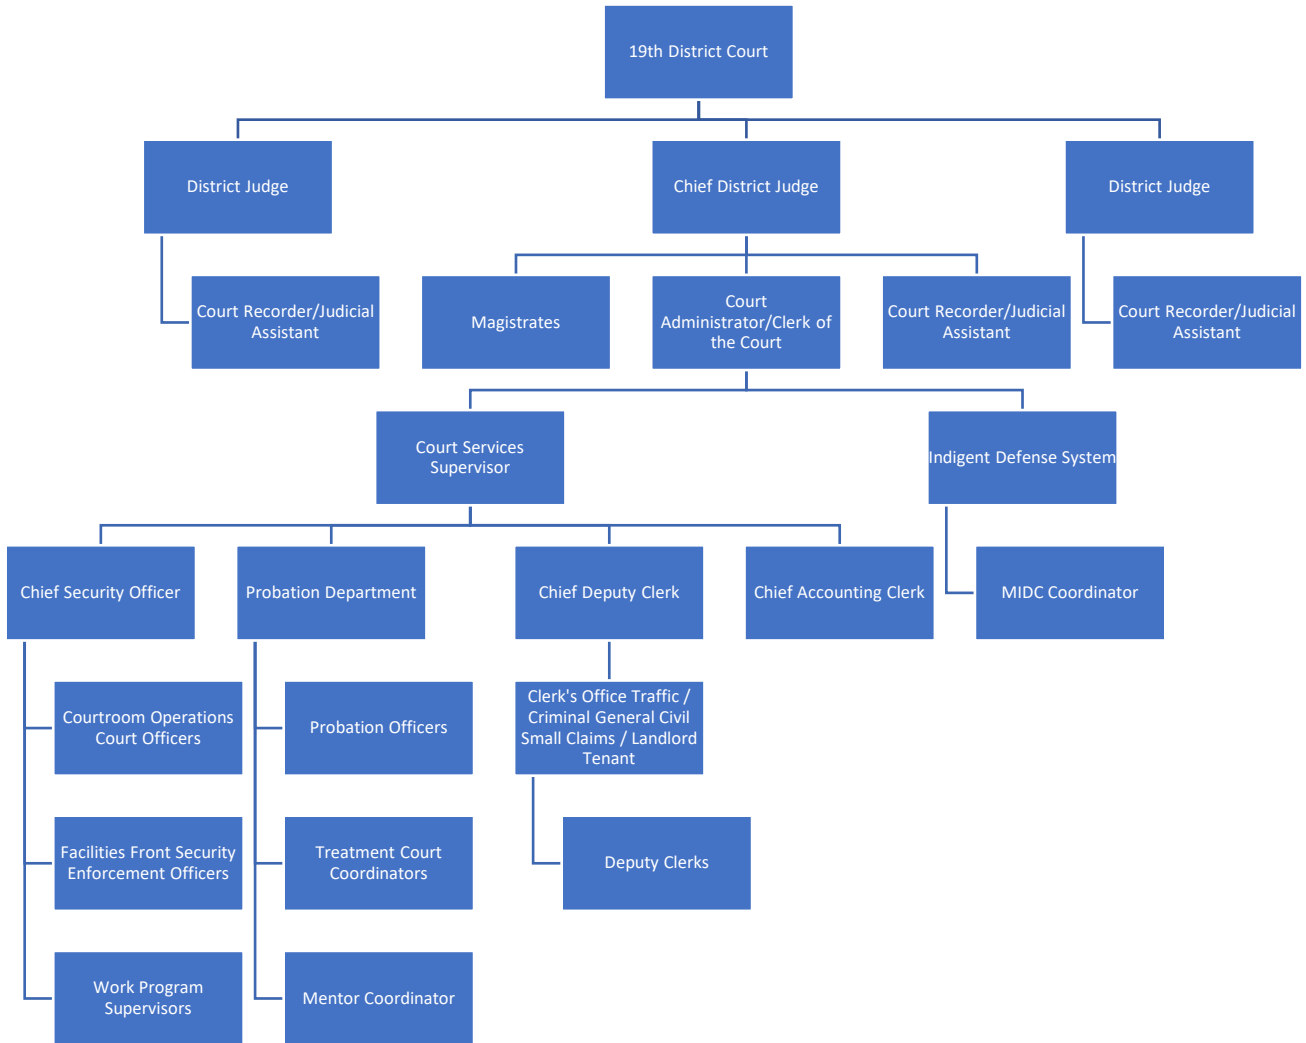 19th District Court
District Judge
Chief District Judge
District Judge
Court Recorder/Judicial
Assistant
Magistrates
Court
Administrator/Clerk of
the Court
Court Recorder/Judicial
Assistant
Court Recorder/Judicial
Assistant
Court Services
Supervisor
Indigent Defense System
Chief Security Officer
Probation Department
Chief Deputy Clerk
Chief Accounting Clerk
MIDC Coordinator
Courtroom Operations
Court Officers
Probation Officers
Clerk's Office Traffic /
Criminal General Civil
Small Claims / Landlord
Tenant
Facilities Front Security
Enforcement Officers
Treatment Court
Coordinators
Deputy Clerks
Work Program
Supervisors
Mentor Coordinator